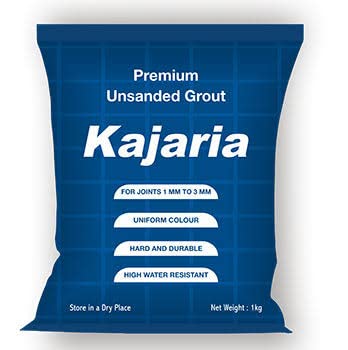 Premium
Unsanded Grout
Kajaria
FOR JOINTS 1 MM TO 3 MM
UNIFORM COLOUR
HARD AND DURABLE
HIGH WATER RESISTANT
Store in a Dry Place Net Weight : 1kg